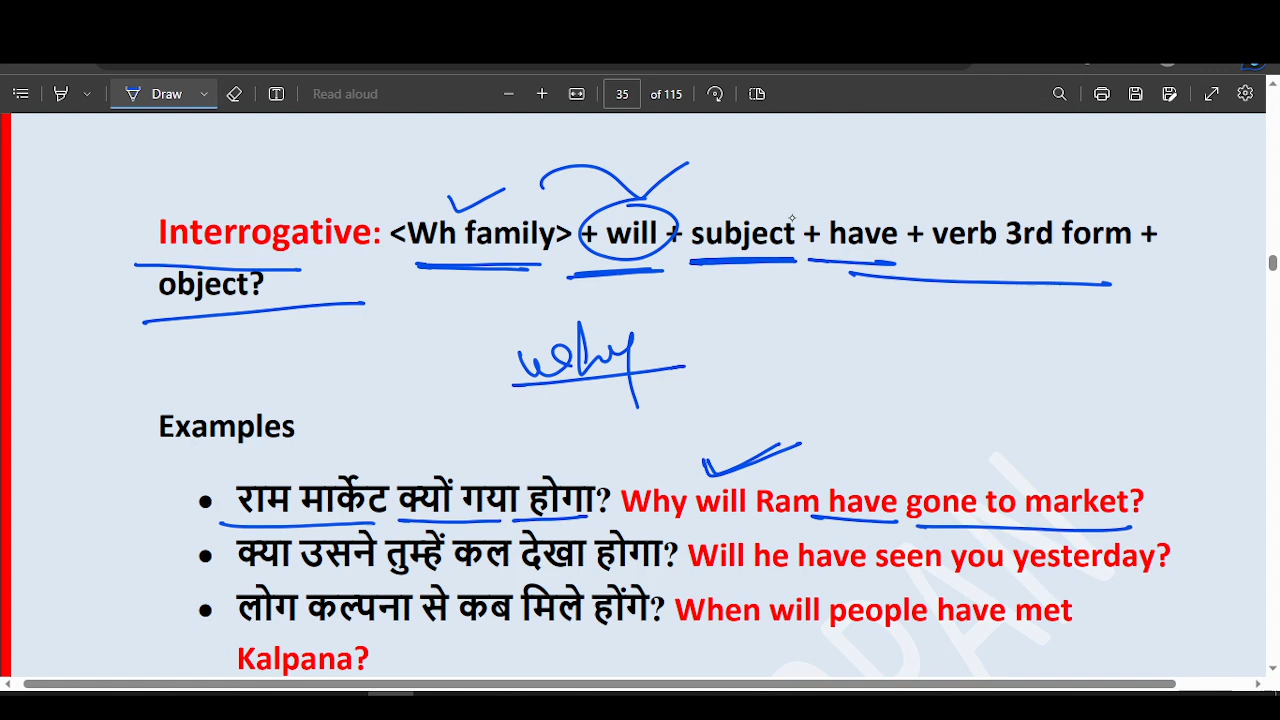 Draw
Read aloud
35 of 115
Interrogative: <Wh family> + will + subject + have + verb 3rd form +
object?
why
Examples
• राम मार्केट क्यों गया होगा? Why will Ram have gone to market?
• क्या उसने तुम्हें कल देखा होगा? Will he have seen you yesterday?
• लोग कल्पना से कब मिले होंगे? When will people have met
Kalpana?